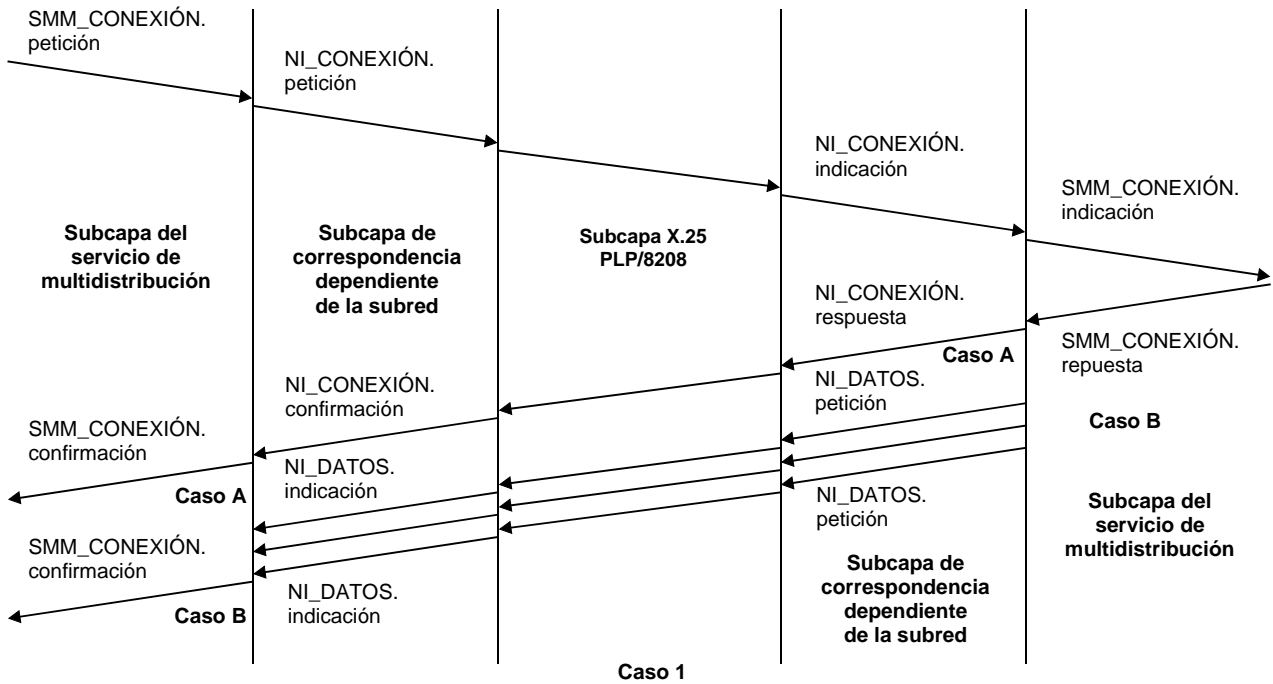 SMM_CONEXIÓN.
petición
NI_CONEXIÓN.
petición
NI_CONEXIÓN.
indicación
SMM_CONEXIÓN.
indicación
Subcapa del
servicio de
multidistribución
Subcapa de
correspondencia
dependiente
de la subred
Subcapa X.25
PLP/8208
NI_CONEXIÓN.
respuesta
SMM_CONEXIÓN.
repuesta
Caso A
NI_CONEXIÓN.
confirmación
NI_DATOS.
petición
SMM_CONEXIÓN.
confirmación
Caso B
NI_DATOS.
indicación
Caso A
NI_DATOS.
petición
Subcapa del
servicio de
multidistribución
SMM_CONEXIÓN.
confirmación
Subcapa de
correspondencia
dependiente
de la subred
NI_DATOS.
indicación
Caso B
Caso 1